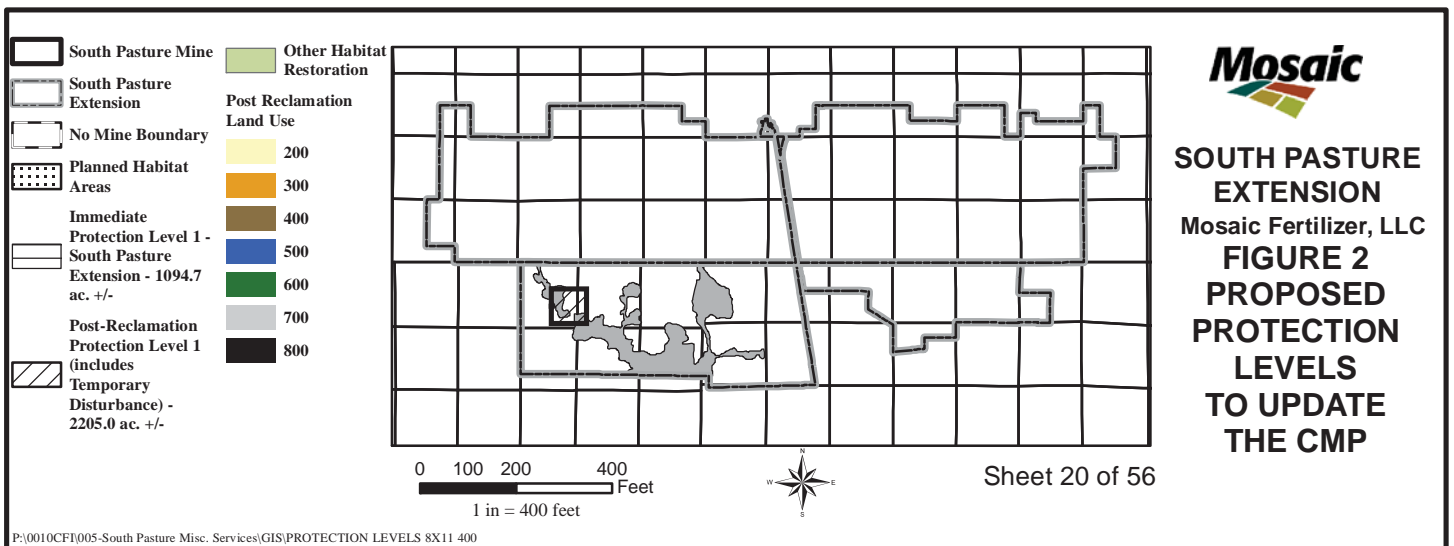 South Pasture Mine
South Pasture
Extension
No Mine Boundary
Planned Habitat
Areas
Immediate
Protection Level 1 -
South Pasture
Extension - 1094.7
ac. +/-
Post-Reclamation
Protection Level 1
(includes
Temporary
Disturbance) -
2205.0 ac. +/-
Other Habitat
Restoration
Post Reclamation
Land Use
200
300
400
500
600
700
800
0 100 200 400
Feet
1 in = 400 feet
N
W E
S
Sheet 20 of 56
Mosaic
SOUTH PASTURE
EXTENSION
Mosaic Fertilizer, LLC
FIGURE 2
PROPOSED
PROTECTION
LEVELS
TO UPDATE
THE CMP
P:\0010CFI\005-South Pasture Misc. Services\GIS\PROTECTION LEVELS 8X11 400